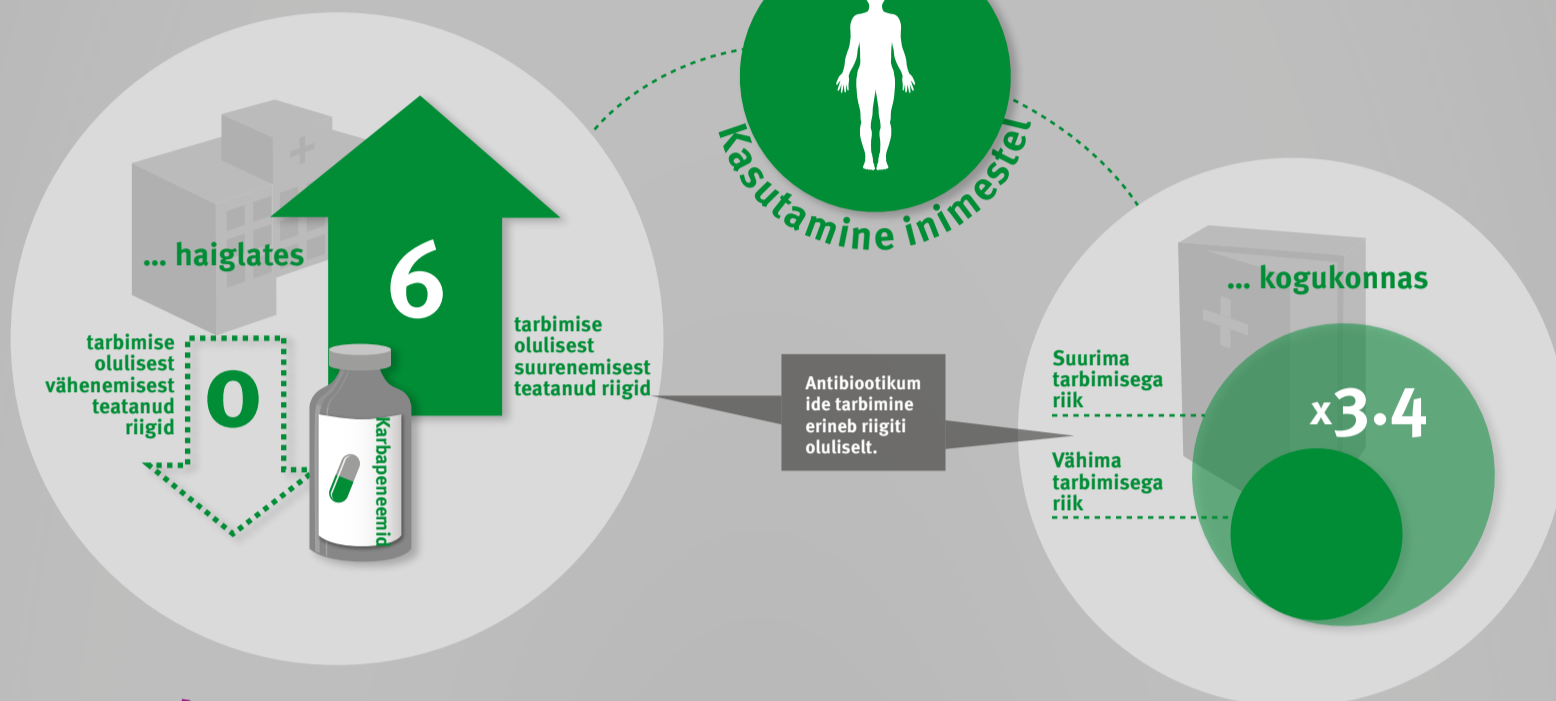 Kasutamine inimestel
... haiglates
6
tarbimise
olulisest
suurenemisest
teatanud riigid
tarbimise
olulisest
vähenemisest
teatanud
riigid
0
Karbapeneemid
Antibiootikum
ide tarbimine
erineb riigiti
oluliselt.
... kogukonnas
Suurima
tarbimisega
riik
x3.4
Vähima
tarbimisega
riik